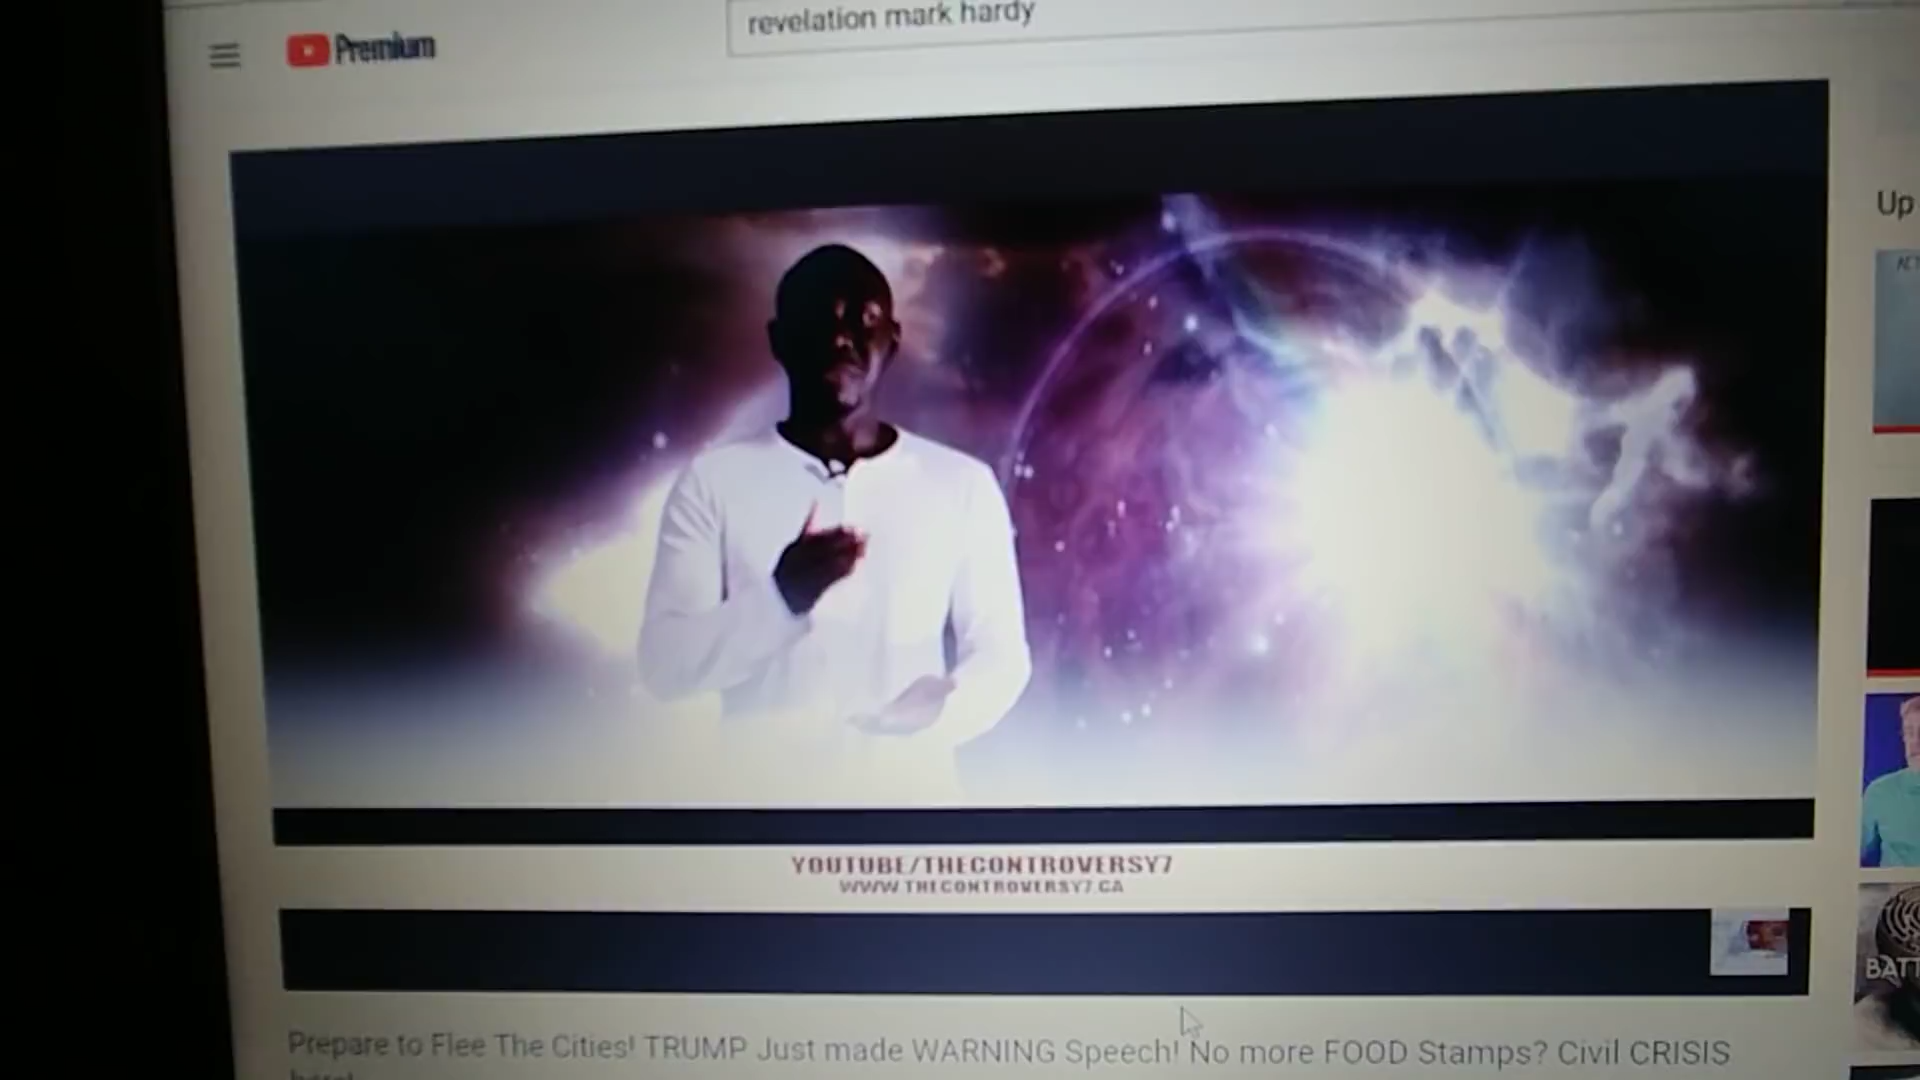 Premium
revelation mark hardy
Up
YOUTUBE/THECONTROVERSY7
WWW.THECONTROVERSY7.CA
BATT
Prepare to Flee The Cities! TRUMP Just made WARNING Speech! No more FOOD Stamps? Civil CRISIS